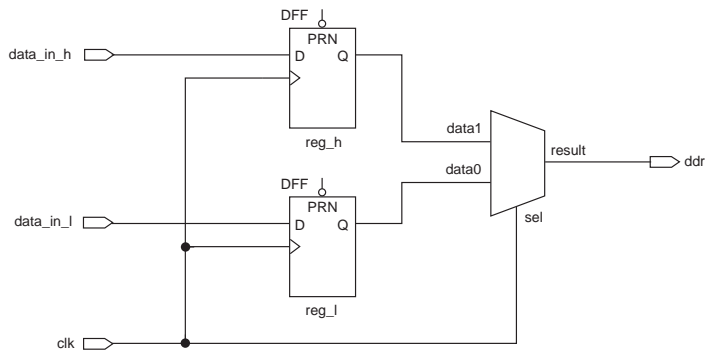 DFF
PRN
data_in_h
D
Q
reg_h
data1
result
ddr
data0
DFF
PRN
data_in_l
D
Q
sel
reg_l
clk